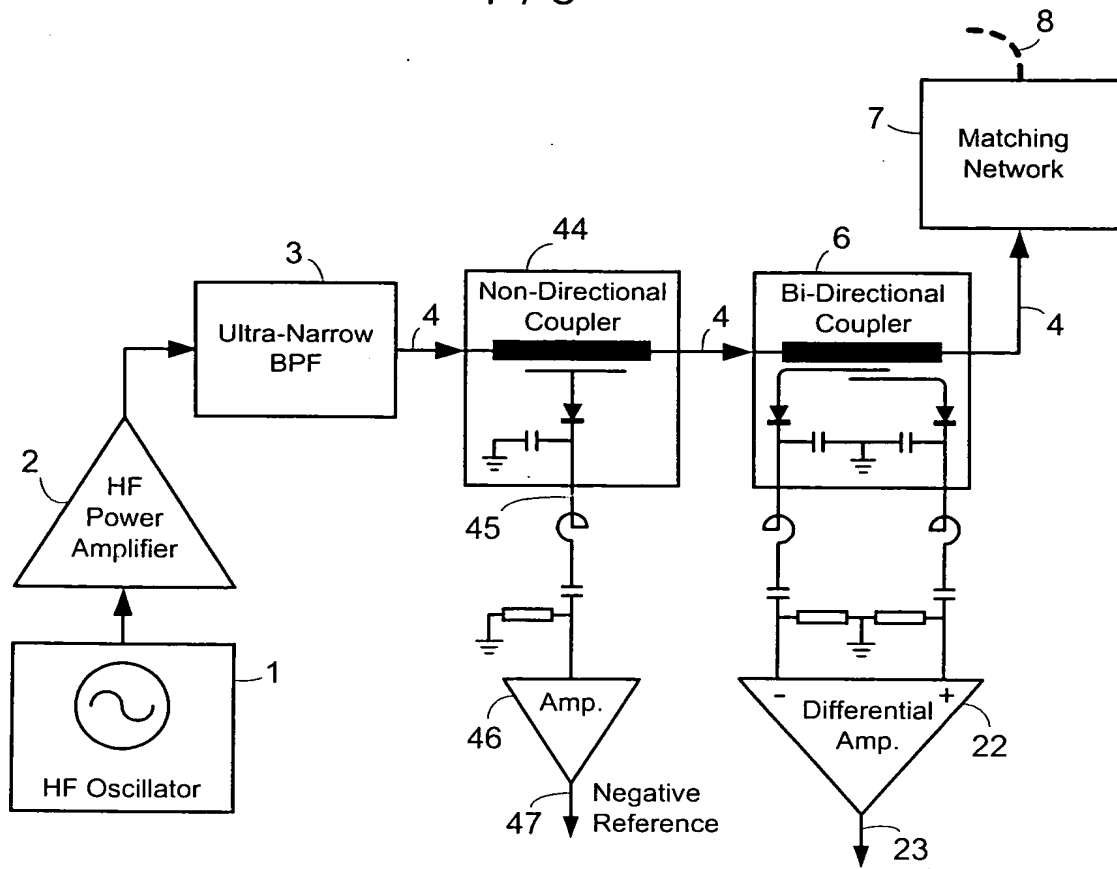 8
7
Matching
Network
44
6
3
Non-Directional
Coupler
Bi-Directional
Coupler
4
4
4
Ultra-Narrow
BPF
2
HF
Power
Amplifier
45
1
HF Oscillator
Amp.
46
- +
Differential
Amp.
22
47
Negative
Reference
23